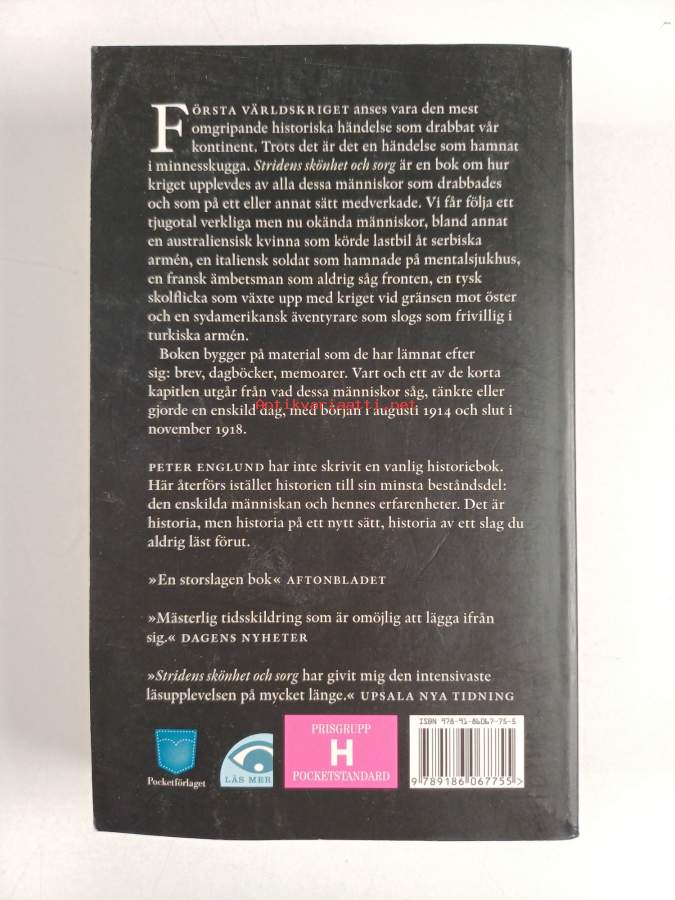 FÖRSTA VÄRLDSKRIGET anses vara den mest
omgripande historiska händelse som drabbat vår
kontinent. Trots det är det en händelse som hamnat
i minnesskugga. Stridens skönhet och sorg är en bok om hur
kriget upplevdes av alla dessa människor som drabbades
och som på ett eller annat sätt medverkade. Vi får följa ett
tjugotal verkliga men nu okända människor, bland annat
en australiensisk kvinna som körde lastbil åt serbiska
armén, en italiensk soldat som hamnade på mentalsjukhus,
en fransk ämbetsman som aldrig såg fronten, en tysk
skolflicka som växte upp med kriget vid gränsen mot öster
och en sydamerikansk äventyrare som slogs som frivillig i
turkiska armén.
Boken bygger på material som de har lämnat efter
sig: brev, dagböcker, memoarer. Vart och ett av de korta
kapitlen utgår från vad dessa människor såg, tänkte eller
Antikvariaatti.net
gjorde en enskild dag, med början i augusti 1914 och slut i
november 1918.
PETER ENGLUND har inte skrivit en vanlig historiebok.
Här återförs istället historien till sin minsta beståndsdel:
den enskilda människan och hennes erfarenheter. Det är
historia, men historia på ett nytt sätt, historia av ett slag du
aldrig läst förut.
»En storslagen bok« AFTONBLADET
»Mästerlig tidsskildring som är omöjlig att lägga ifrån
sig.« DAGENS NYHETER
»Stridens skönhet och sorg har givit mig den intensivaste
läsupplevelsen på mycket länge.« UPSALA NYA TIDNING
Pocketförlaget
LÄS MER
PRISGRUPP
H
POCKETSTANDARD
ISBN 978-91-86067-75-5
9 789186 067755>